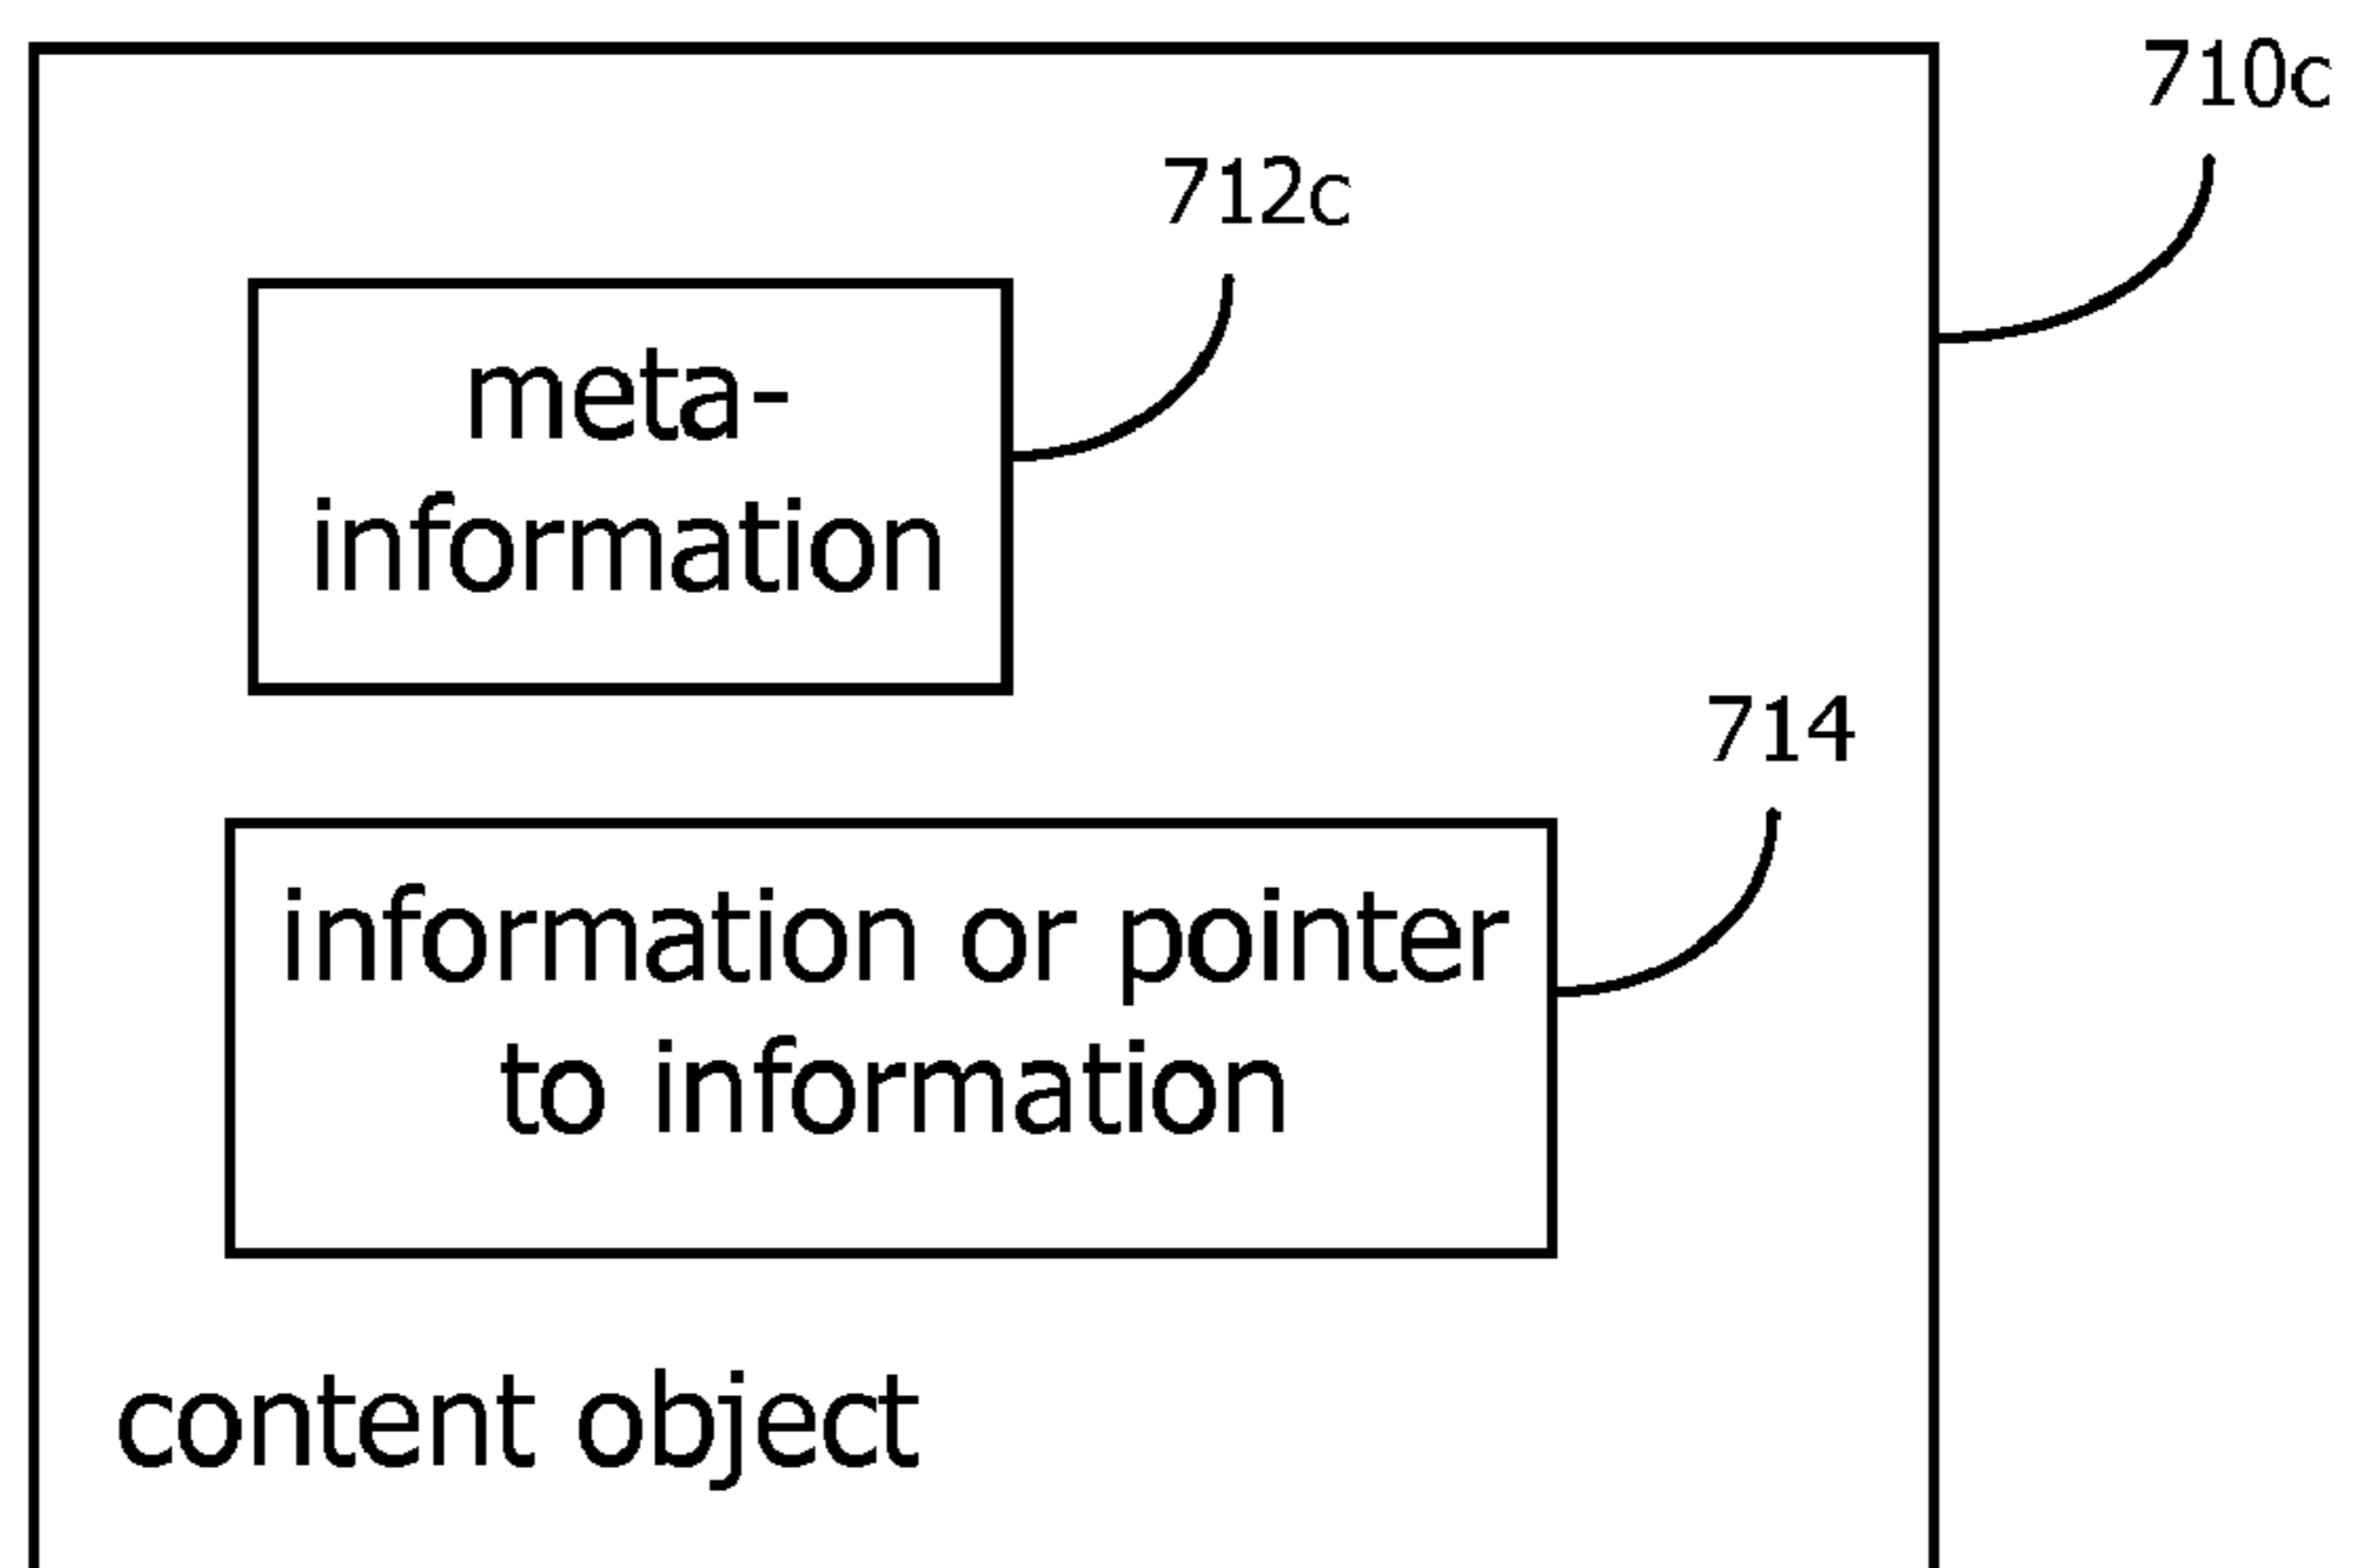 710c
712c
meta-
information
714
information or pointer
to information
content object